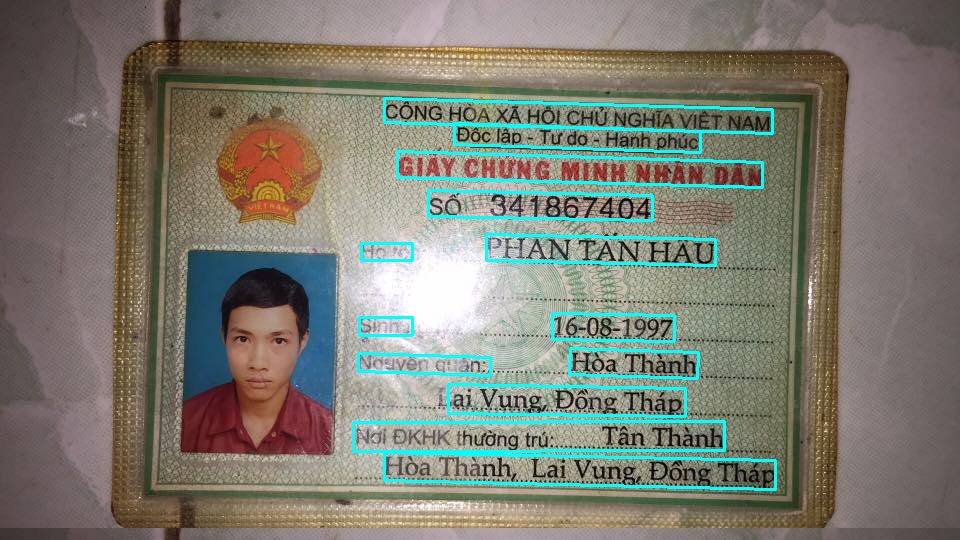 CỘNG HÒA XÃ HỘI CHỦ NGHĨA VIỆT NAM
Độc lập - Tự do - Hạnh phúc
GIẤY CHỨNG MINH NHÂN DÂN
VIỆT NAM
SỐ 341867404
Họ tên PHAN TẤN HẬU
Sinh 16-08-1997
Nguyên quán: Hòa Thành
Lai Vung, Đồng Tháp
Nơi ĐKHK thường trú: Tân Thành
Hòa Thành, Lai Vung, Đồng Tháp